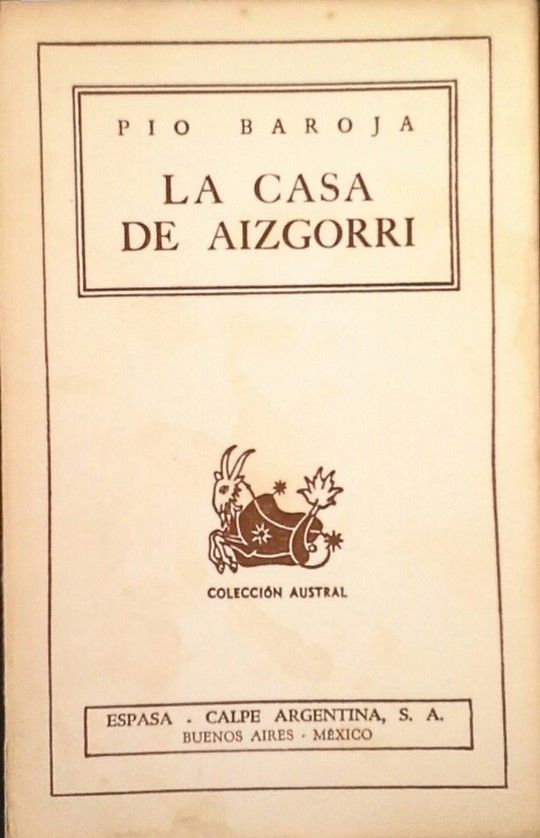 PIO BAROJA
LA CASA
DE AIZGORRI
COLECCIÓN AUSTRAL
ESPASA - CALPE ARGENTINA, S. A.
BUENOS AIRES - MÉXICO